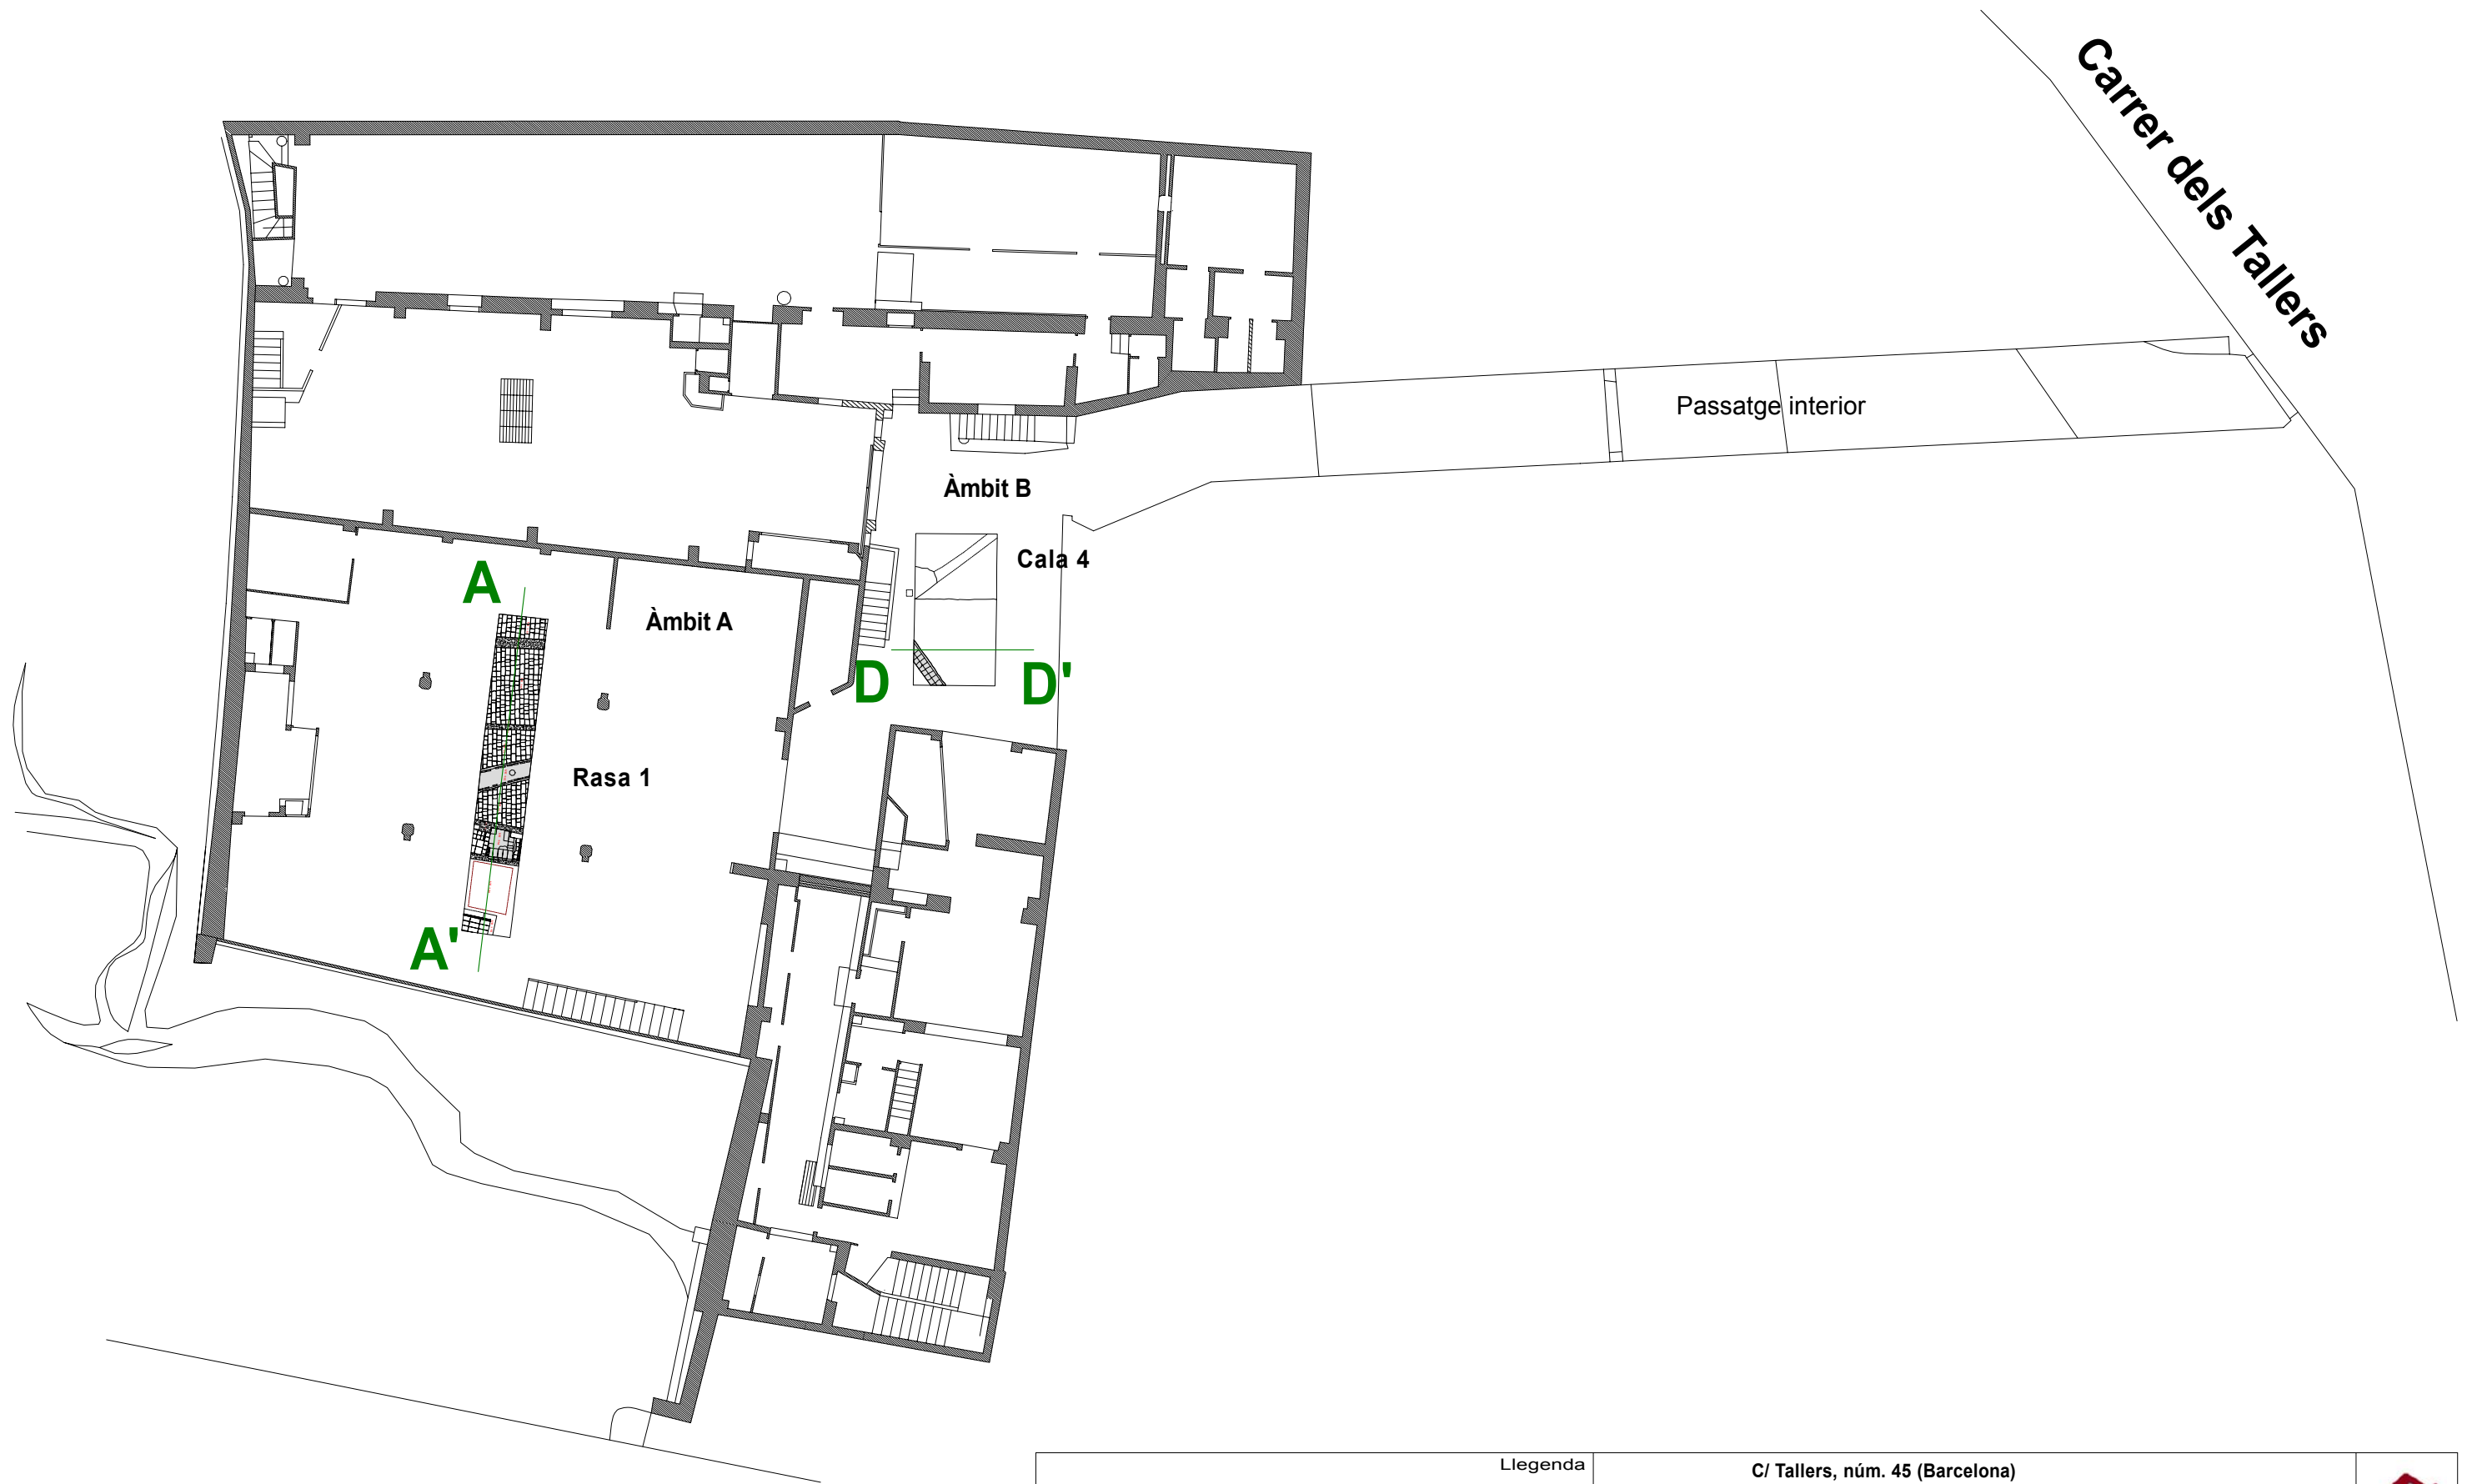 Carrer dels Tallers
Passatge interior
Àmbit B
Cala 4
A
Àmbit A
D
D'
Rasa 1
A'
Llegenda
C/ Tallers, núm. 45 (Barcelona)